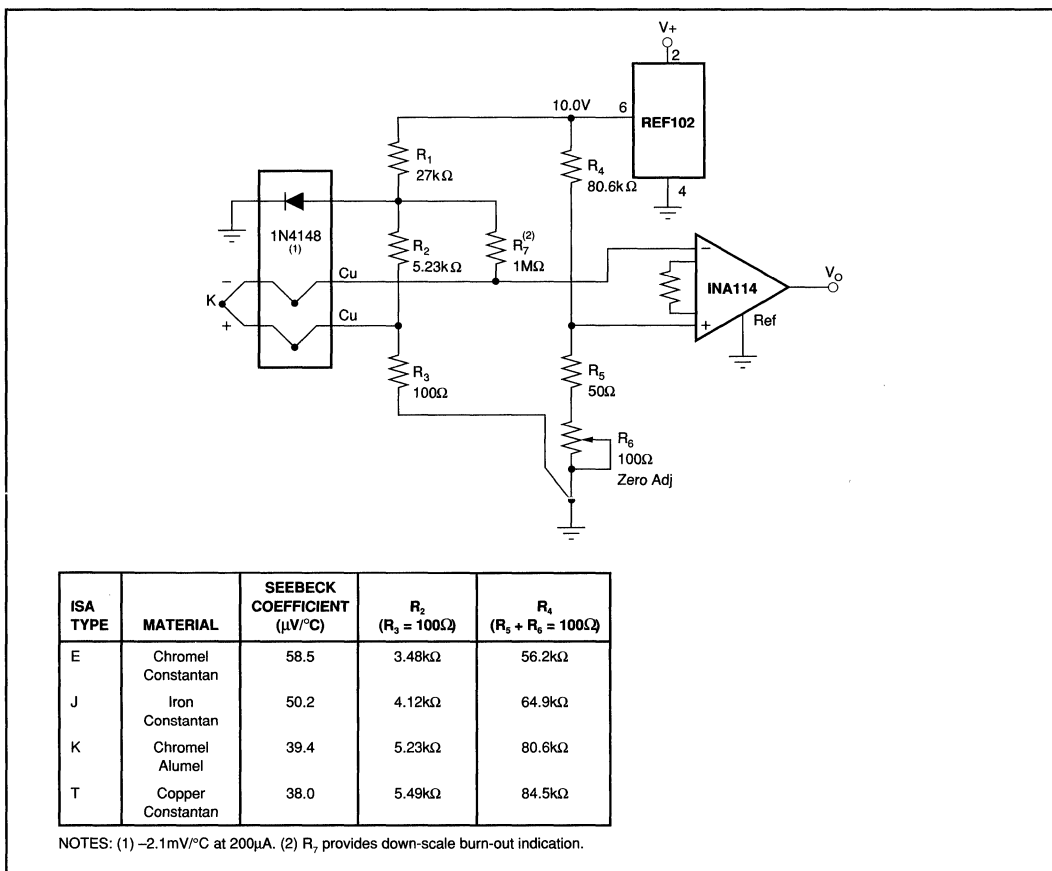 V+
2
10.0V
6
REF102
4
R1
27kΩ
R4
80.6kΩ
1N4148
(1)
R2
5.23kΩ
R7 (2)
1MΩ
Cu
Cu
K
–
+
–
+
INA114
VO
Ref
R3
100Ω
R5
50Ω
R6
100Ω
Zero Adj
ISA TYPE | MATERIAL | SEEBECK COEFFICIENT (µV/°C) | R2 (R3 = 100Ω) | R4 (R5 + R6 = 100Ω)
E | Chromel Constantan | 58.5 | 3.48kΩ | 56.2kΩ
J | Iron Constantan | 50.2 | 4.12kΩ | 64.9kΩ
K | Chromel Alumel | 39.4 | 5.23kΩ | 80.6kΩ
T | Copper Constantan | 38.0 | 5.49kΩ | 84.5kΩ
NOTES: (1) –2.1mV/°C at 200µA. (2) R7 provides down-scale burn-out indication.